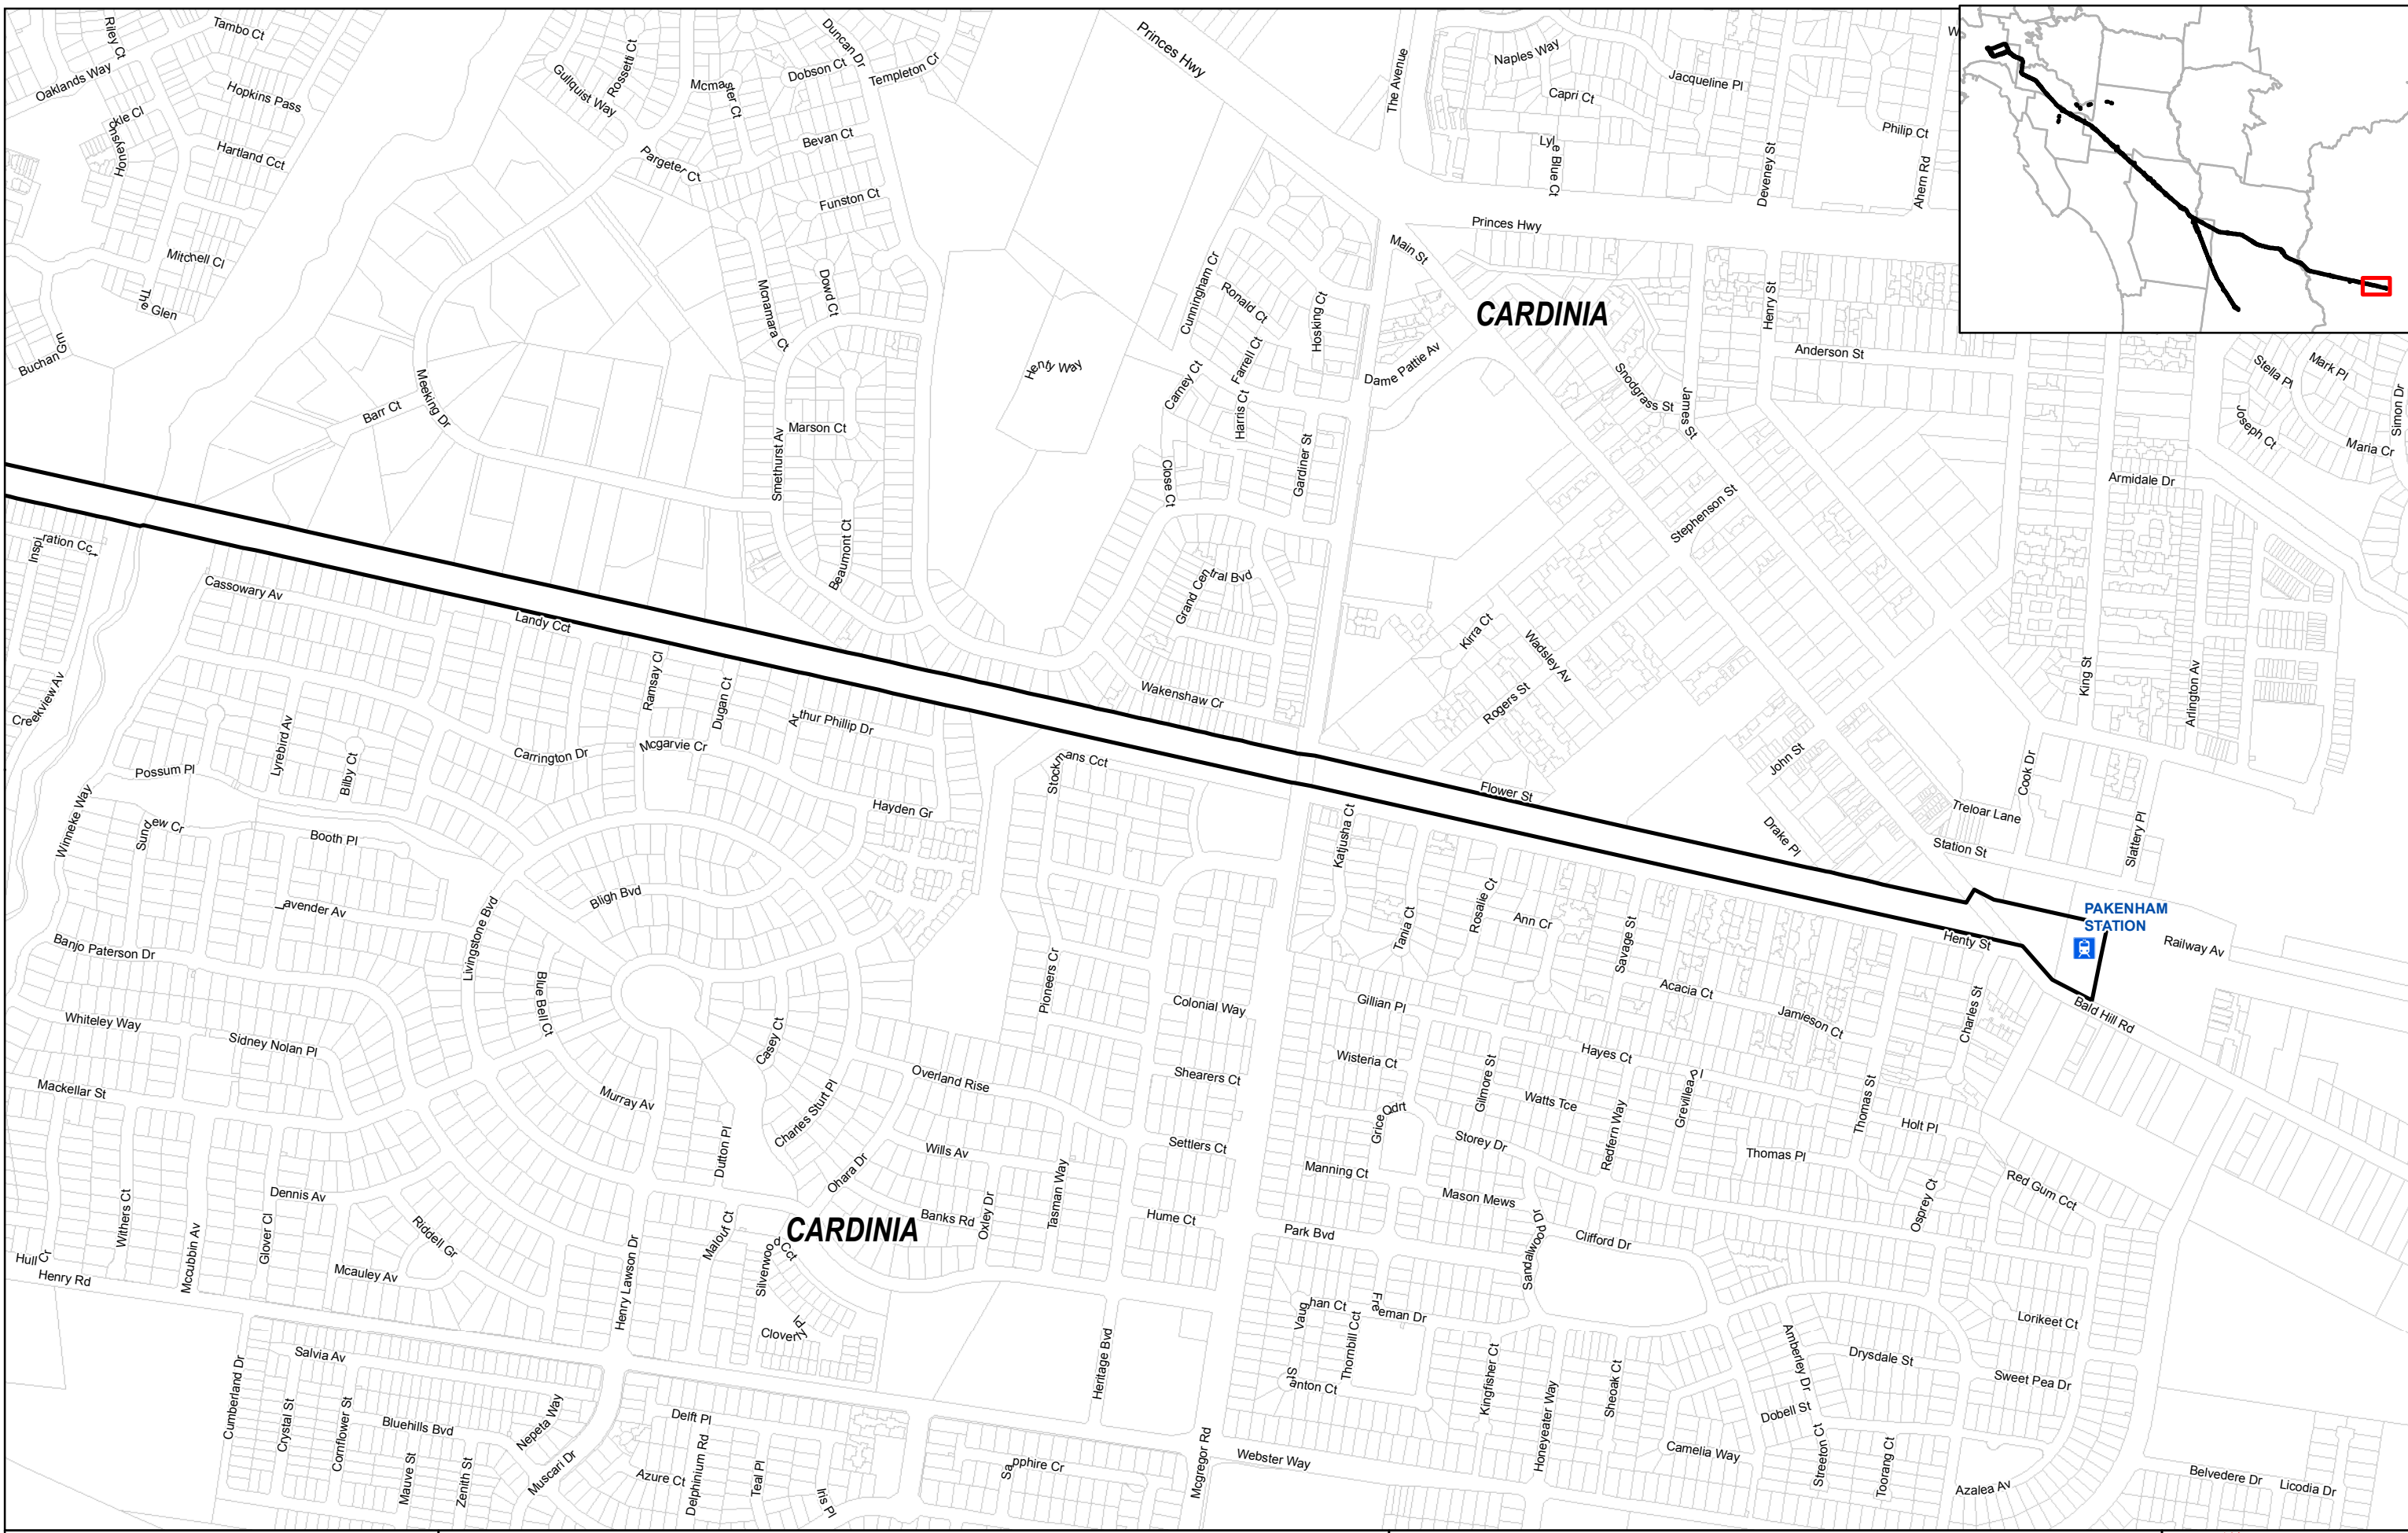 Riley Ct
Tambo Ct
Oaklands Way
Hopkins Pass
Honeysuckle Cl
Hartland Cct
Mitchell Cl
The Glen
Buchan Grn
Gullquist Way
Rossetti Ct
Mcmaster Ct
Duncan Dr
Dobson Ct
Templeton Cr
Bevan Ct
Pargeter Ct
Funston Ct
Mcnamara Ct
Dowd Ct
Meeking Dr
Barr Ct
Marson Ct
Smethurst Av
Beaumont Ct
Princes Hwy
The Avenue
Naples Way
Jacqueline Pl
Capri Ct
Philip Ct
Lyle Blue Ct
Deveney St
Ahern Rd
W
Princes Hwy
Main St
CARDINIA
Henry St
Cunningham Cr
Ronald Ct
Hosking Ct
Farrell Ct
Henty Way
Carney Ct
Harris Ct
Dame Pattie Av
Gardiner St
Close Ct
Snodgrass St
James St
Anderson St
Stella Pl
Mark Pl
Simon Dr
Joseph Ct
Maria Cr
Armidale Dr
Stephenson St
Grand Central Bvd
Wakenshaw Cr
Kirra Ct
Wadsley Av
Rogers St
King St
Arlington Av
John St
Cook Dr
Treloar Lane
Station St
Slattery Pl
Drake Pl
Flower St
PAKENHAM
STATION
Railway Av
Henty St
Bald Hill Rd
Inspiration Cct
Cassowary Av
Landy Cct
Creekview Av
Ramsay Cl
Dugan Ct
Arthur Phillip Dr
Lyrebird Av
Bilby Ct
Carrington Dr
Mcgarvie Cr
Possum Pl
Winneke Way
Sundew Cr
Booth Pl
Hayden Gr
Stockmans Cct
Bligh Bvd
Lavender Av
Livingstone Bvd
Banjo Paterson Dr
Blue Bell Ct
Whiteley Way
Sidney Nolan Pl
Mackellar St
Murray Av
Casey Ct
Charles Sturt Pl
Overland Rise
Pioneers Cr
Colonial Way
Shearers Ct
Settlers Ct
Wills Av
Dutton Pl
Ohara Dr
Tasman Way
Oxley Dr
Banks Rd
Hume Ct
CARDINIA
Withers Ct
Dennis Av
Riddell Gr
Glover Cl
Mccubbin Av
Mcauley Av
Hull Cr
Henry Rd
Henry Lawson Dr
Malouf Ct
Silverwood Cct
Clovery Pl
Salvia Av
Cumberland Dr
Crystal St
Cornflower St
Bluehills Bvd
Nepeta Way
Mauve St
Zenith St
Muscari Dr
Delft Pl
Azure Ct
Delphinium Rd
Teal Pl
Iris Pl
Sapphire Cr
Heritage Bvd
Mcgregor Rd
Webster Way
Katjusha Ct
Tania Ct
Rosalie Ct
Ann Cr
Savage St
Gillian Pl
Acacia Ct
Jamieson Ct
Charles St
Wisteria Ct
Hayes Ct
Gilmore St
Watts Tce
Grevillea Pl
Redfern Way
Grice Qdrt
Storey Dr
Thomas St
Holt Pl
Thomas Pl
Manning Ct
Mason Mews
Red Gum Cct
Osprey Ct
Park Bvd
Sandalwood Dr
Clifford Dr
Vaughan Ct
Freeman Dr
Thornbill Cct
Stanton Ct
Kingfisher Ct
Honeyeater Way
Sheoak Ct
Lorikeet Ct
Amberley Dr
Drysdale St
Sweet Pea Dr
Dobell St
Camelia Way
Streeton Ct
Toorang Ct
Azalea Av
Belvedere Dr
Licodia Dr